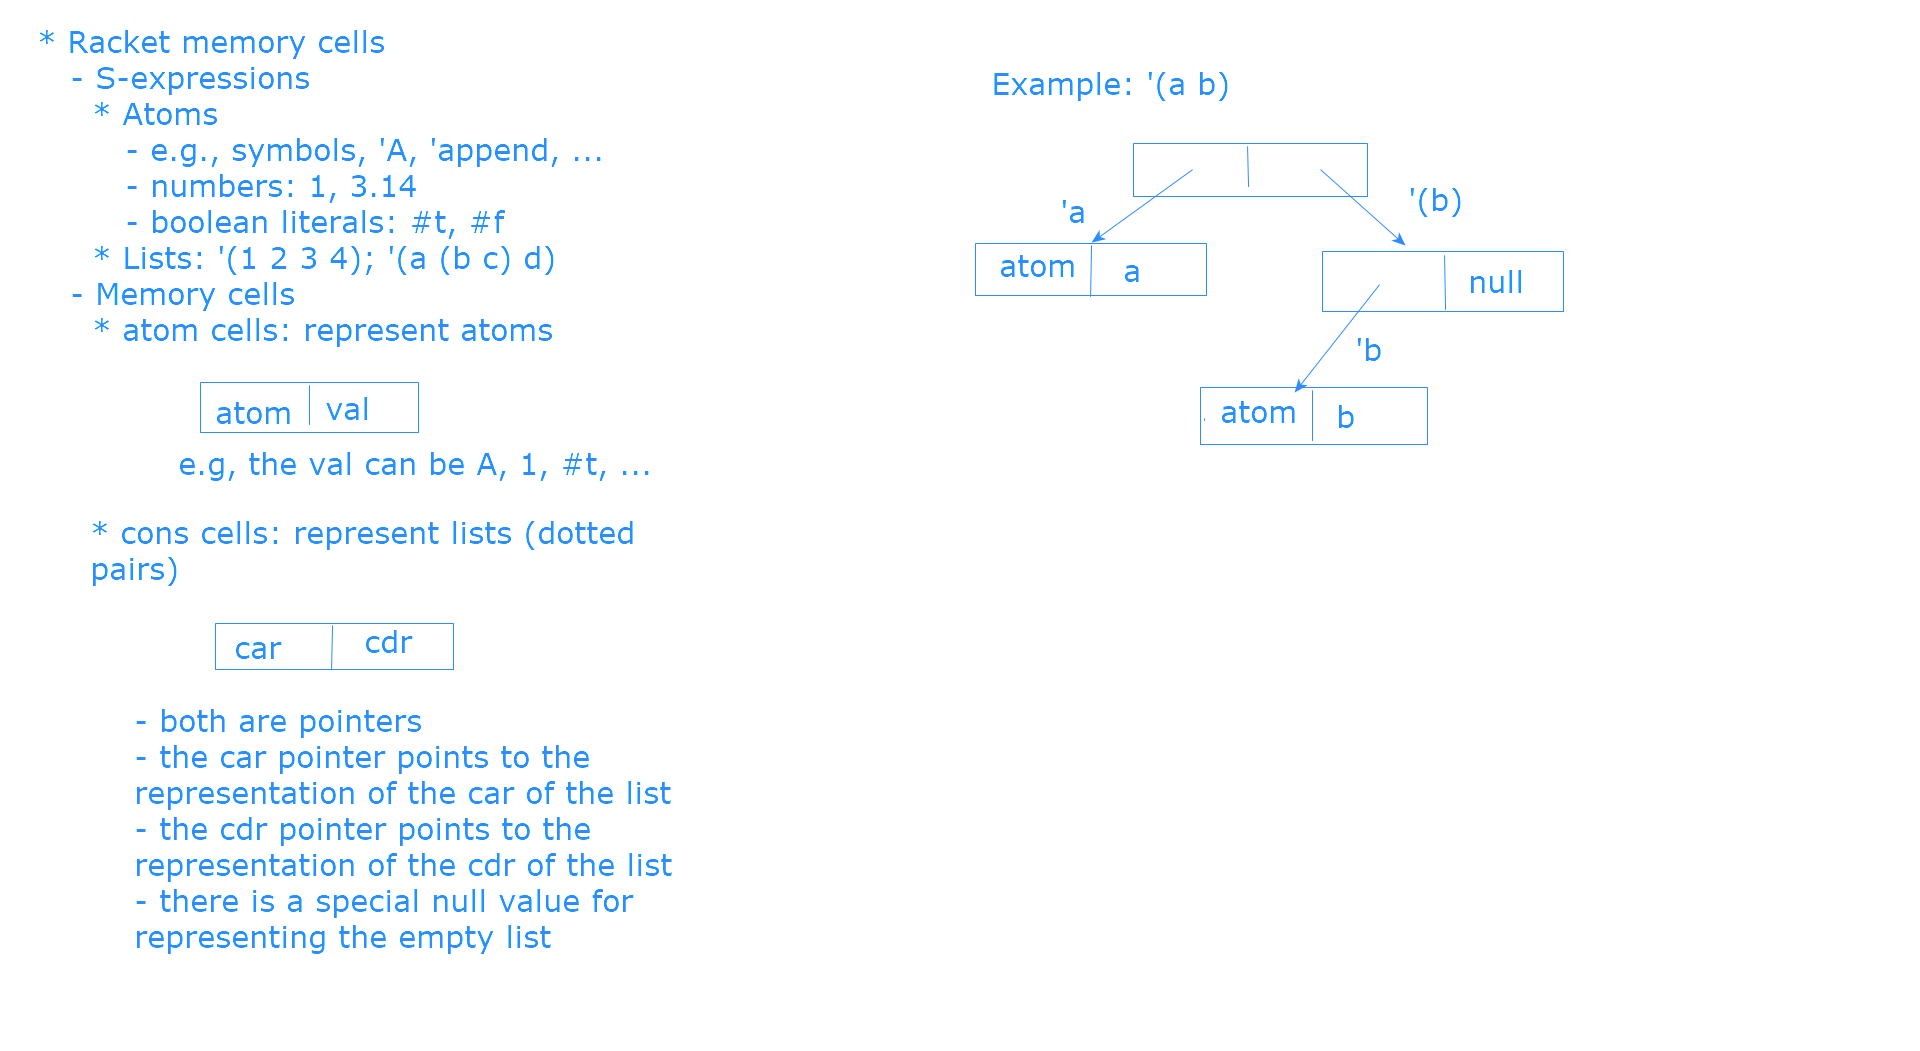 * Racket memory cells
- S-expressions
* Atoms
- e.g., symbols, 'A, 'append, ...
- numbers: 1, 3.14
- boolean literals: #t, #f
* Lists: '(1 2 3 4); '(a (b c) d)
- Memory cells
* atom cells: represent atoms
atom val
e.g, the val can be A, 1, #t, ...
* cons cells: represent lists (dotted
pairs)
car cdr
- both are pointers
- the car pointer points to the
representation of the car of the list
- the cdr pointer points to the
representation of the cdr of the list
- there is a special null value for
representing the empty list
Example: '(a b)
'a
'(b)
atom a
null
'b
atom b